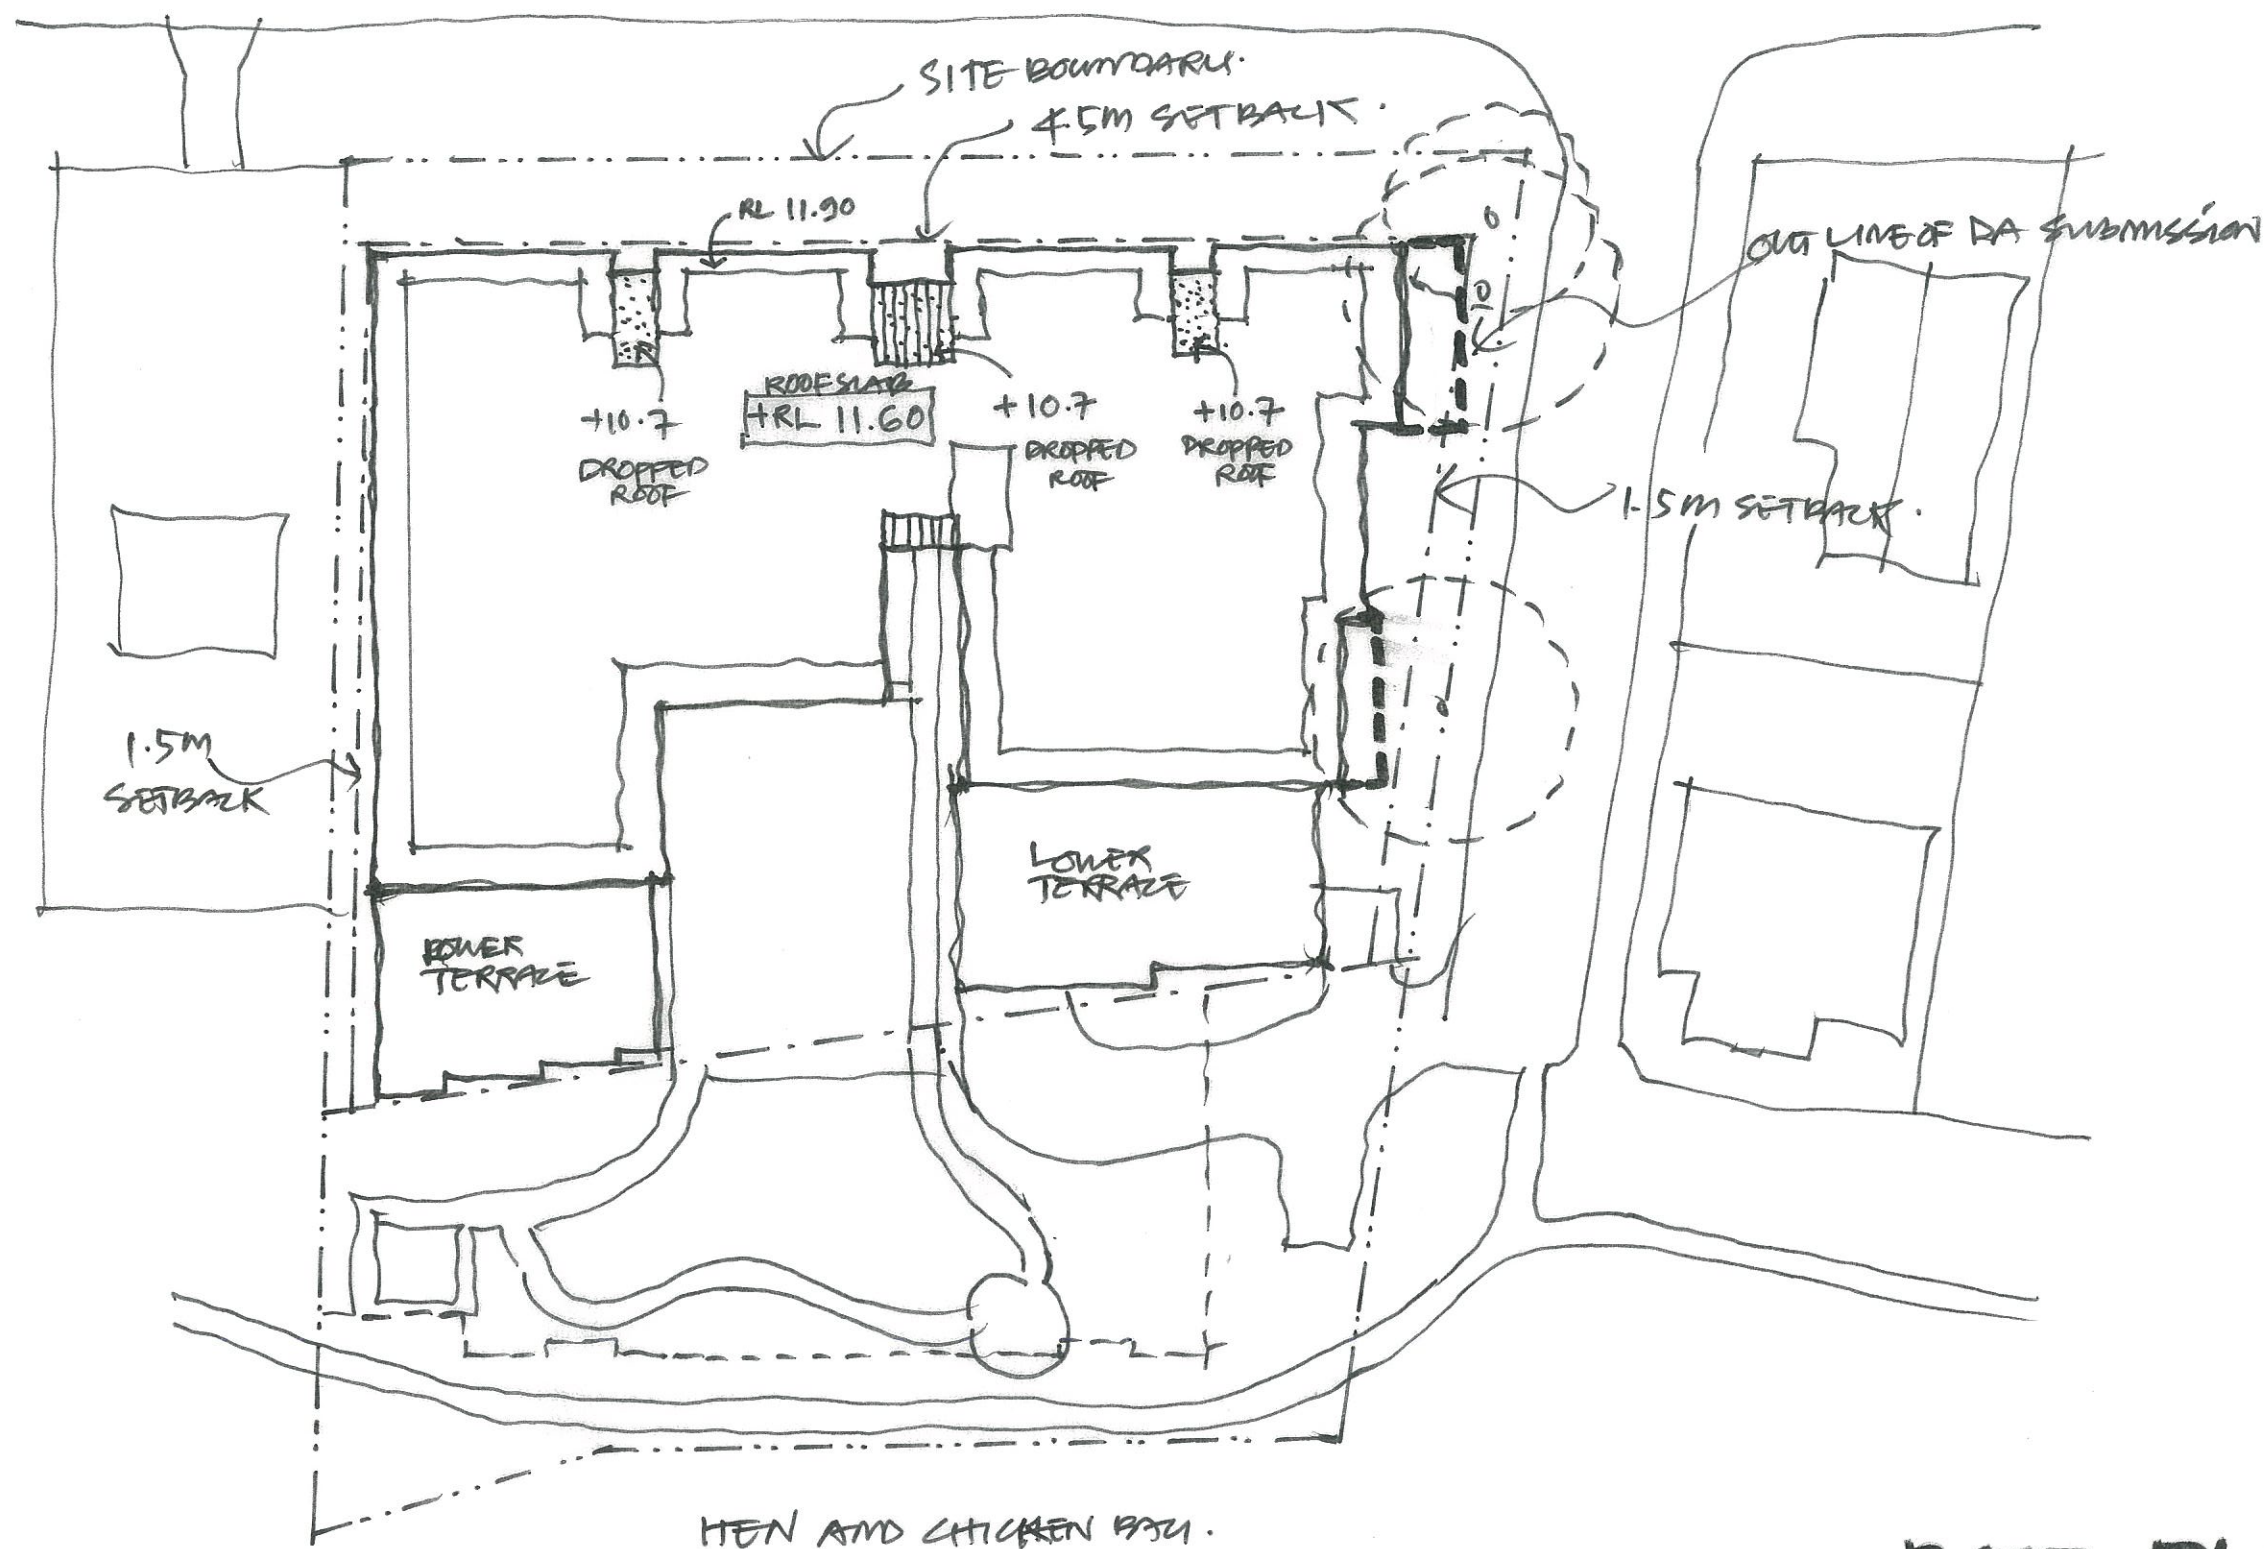 SITE BOUNDARY.
4.5M SETBACK.
RL 11.90
OUTLINE OF DA SUBMISSION
ROOF SLAB
+RL 11.60
+10.7
DROPPED
ROOF
+10.7
DROPPED
ROOF
+10.7
DROPPED
ROOF
1.5M SETBACK.
1.5M
SETBACK
LOWER
TERRACE
LOWER
TERRACE
HEN AND CHICKEN BAY.